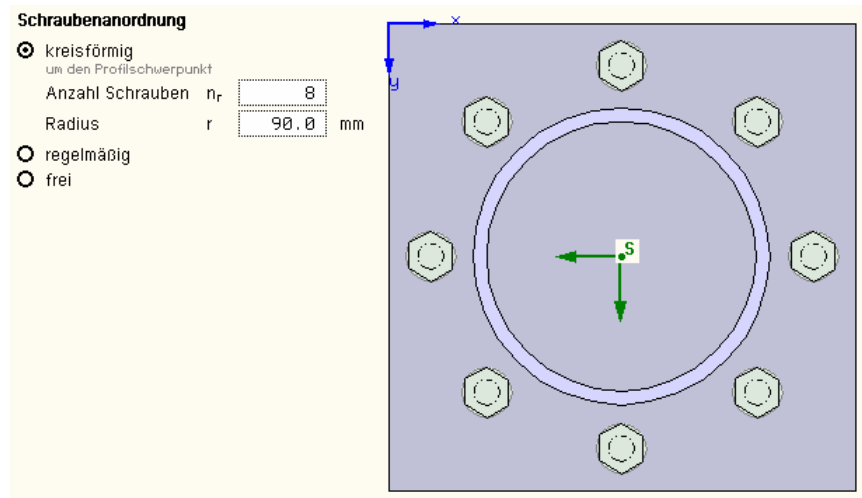 Schraubenanordnung
kreisförmig
um den Profilschwerpunkt
Anzahl Schrauben nr 8
Radius r 90.0 mm
regelmäßig
frei
x
y
S